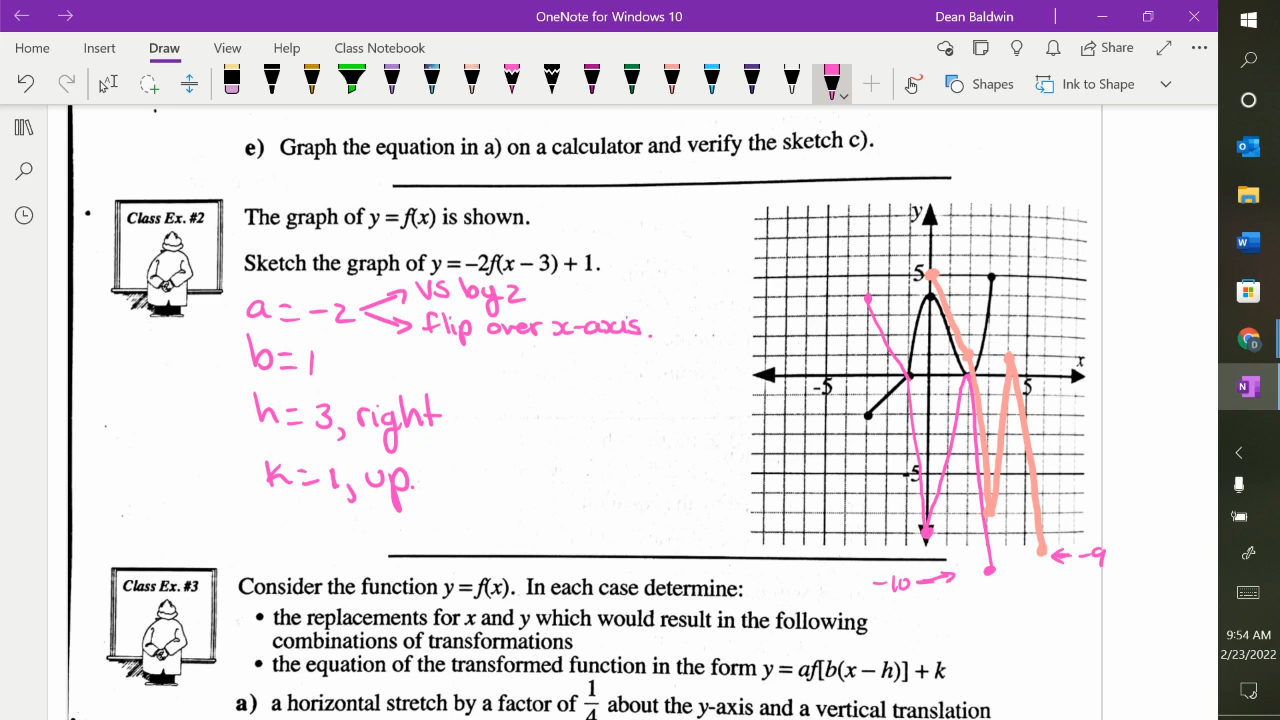 OneNote for Windows 10
Dean Baldwin
Home Insert Draw View Help Class Notebook
Share
Shapes Ink to Shape
e) Graph the equation in a) on a calculator and verify the sketch c).
Class Ex. #2
The graph of y = f(x) is shown.
Sketch the graph of y = –2f(x – 3) + 1.
a = -2 VS by 2
flip over x-axis.
b = 1
h = 3, right
k = 1, up.
y
5
x
-5 5
-5
-9
-10
Class Ex. #3
Consider the function y = f(x). In each case determine:
• the replacements for x and y which would result in the following
combinations of transformations
• the equation of the transformed function in the form y = af[b(x – h)] + k
a) a horizontal stretch by a factor of 1/4 about the y-axis and a vertical translation
9:54 AM
2/23/2022